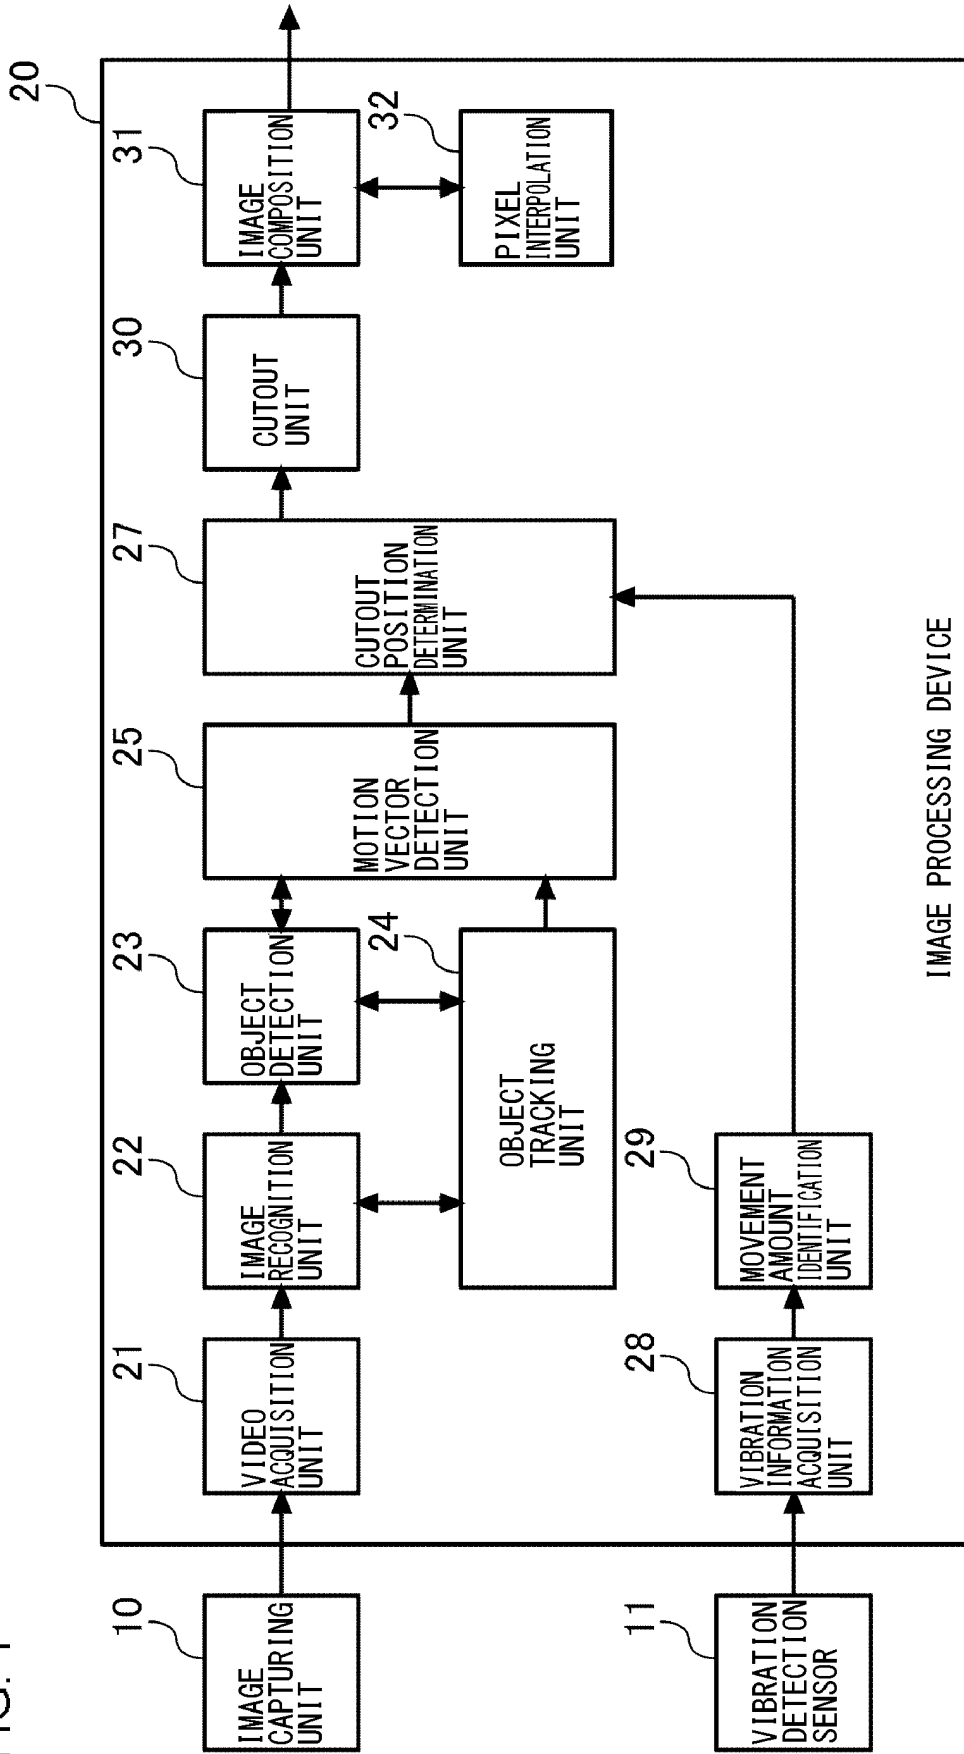 FIG. 1
20
10
IMAGE
CAPTURING
UNIT
21
VIDEO
ACQUISITION
UNIT
22
IMAGE
RECOGNITION
UNIT
23
OBJECT
DETECTION
UNIT
24
OBJECT
TRACKING
UNIT
25
MOTION
VECTOR
DETECTION
UNIT
27
CUTOUT
POSITION
DETERMINATION
UNIT
30
CUTOUT
UNIT
31
IMAGE
COMPOSITION
UNIT
32
PIXEL
INTERPOLATION
UNIT
11
VIBRATION
DETECTION
SENSOR
28
VIBRATION
INFORMATION
ACQUISITION
UNIT
29
MOVEMENT
AMOUNT
IDENTIFICATION
UNIT
IMAGE PROCESSING DEVICE